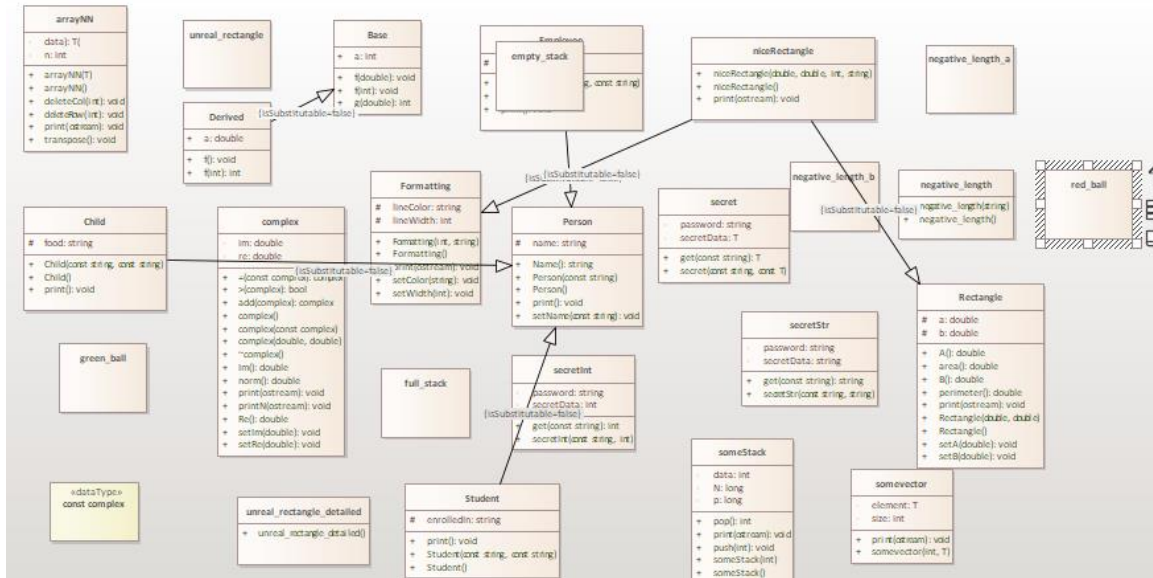 arrayNN
- data: T(
- n: int
+ arrayNN(T)
+ arrayNN()
+ deleteCol(int): void
+ deleteRow(int): void
+ print(ostream): void
+ transpose(): void
unreal_rectangle
Base
+ a: int
+ f(double): void
+ f(int): void
+ g(double): int
{isSubstitutable=false}
Derived
+ a: double
+ f(): void
+ f(int): int
Employee
#
empty_stack
g, const string)
+
+
+
niceRectangle
+ niceRectangle(double, double, int, string)
+ niceRectangle()
+ print(ostream): void
negative_length_a
{isSubstitutable=false}
Formatting
# lineColor: string
# lineWidth: int
+ Formatting(int, string)
+ Formatting()
+ print(ostream): void
+ setColor(string): void
+ setWidth(int): void
negative_length_b
{isSubstitutable=false}
negative_length
+ negative_length(string)
+ negative_length()
red_ball
Child
# food: string
+ Child(const string, const string)
+ Child()
+ print(): void
{isSubstitutable=false}
complex
- im: double
- re: double
+ +(const complex): complex
+ >(complex): bool
+ add(complex): complex
+ complex()
+ complex(const complex)
+ complex(double, double)
+ ~complex()
+ Im(): double
+ norm(): double
+ print(ostream): void
+ printN(ostream): void
+ Re(): double
+ setIm(double): void
+ setRe(double): void
Person
# name: string
+ Name(): string
+ Person(const string)
+ Person()
+ print(): void
+ setName(const string): void
secret
- password: string
- secretData: T
+ get(const string): T
+ secret(const string, const T)
Rectangle
# a: double
# b: double
+ A(): double
+ area(): double
+ B(): double
+ perimeter(): double
+ print(ostream): void
+ Rectangle(double, double)
+ Rectangle()
+ setA(double): void
+ setB(double): void
secretStr
- password: string
- secretData: string
+ get(const string): string
+ secretStr(const string, string)
green_ball
full_stack
secretInt
- password: string
- secretData: int
{isSubstitutable=false}
+ get(const string): int
+ secretInt(const string, int)
someStack
- data: int
- N: long
- p: long
+ pop(): int
+ print(ostream): void
+ push(int): void
+ someStack(int)
+ someStack()
somevector
- element: T
- size: int
+ print(ostream): void
+ somevector(int, T)
«dataType»
const complex
unreal_rectangle_detailed
+ unreal_rectangle_detailed()
Student
# enrolledIn: string
+ print(): void
+ Student(const string, const string)
+ Student()